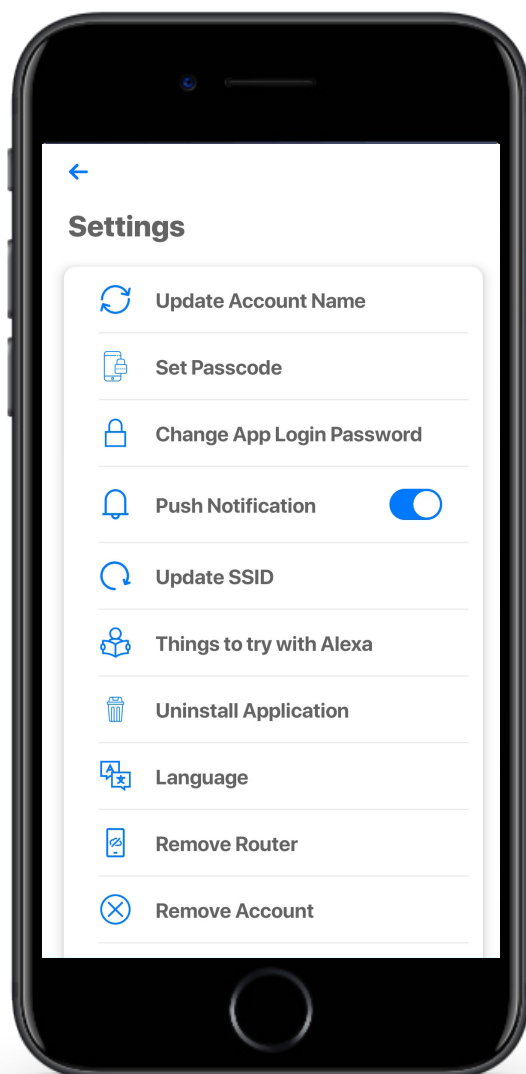 Settings
Update Account Name
Set Passcode
Change App Login Password
Push Notification
Update SSID
Things to try with Alexa
Uninstall Application
Language
Remove Router
Remove Account